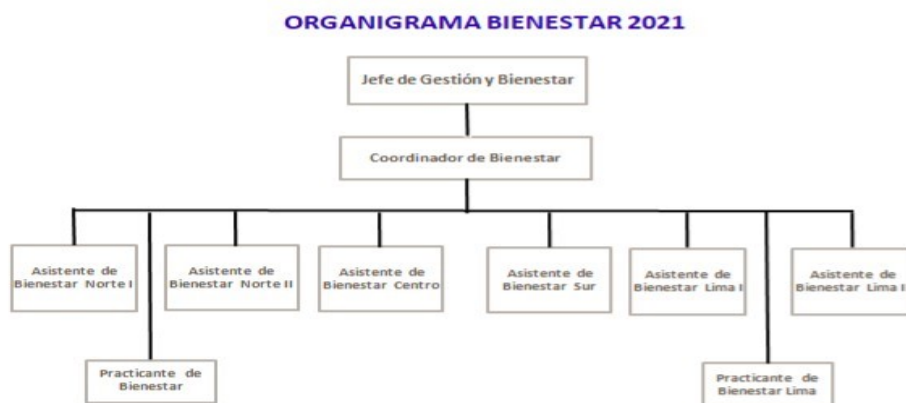 ORGANIGRAMA BIENESTAR 2021
Jefe de Gestión y Bienestar
Coordinador de Bienestar
Asistente de
Bienestar Norte I
Asistente de
Bienestar Norte II
Asistente de
Bienestar Centro
Asistente de
Bienestar Sur
Asistente de
Bienestar Lima I
Asistente de
Bienestar Lima II
Practicante de
Bienestar
Practicante de
Bienestar Lima